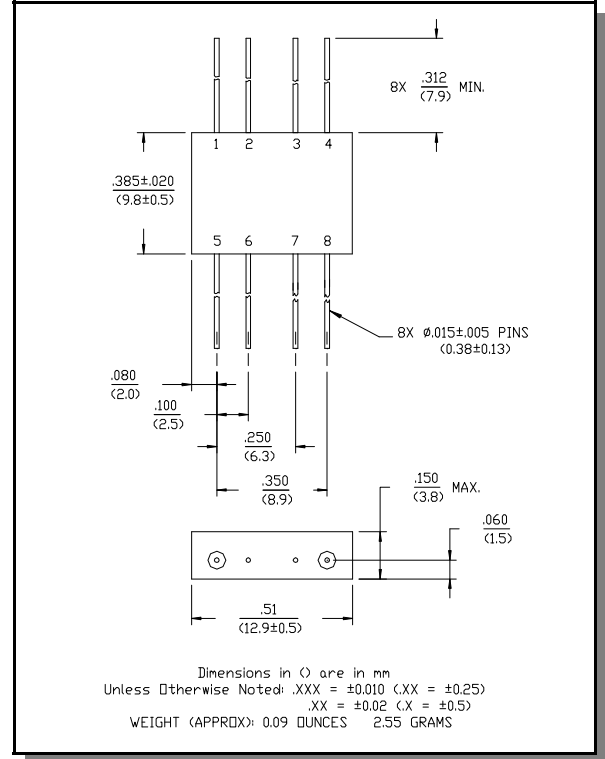 8X .312 MIN.
(7.9)
1 2 3 4
.385±.020
(9.8±0.5)
5 6 7 8
8X Ø.015±.005 PINS
(0.38±0.13)
.080
(2.0)
.100
(2.5)
.250
(6.3)
.350
(8.9)
.150 MAX.
(3.8)
.060
(1.5)
.51
(12.9±0.5)
Dimensions in () are in mm
Unless Otherwise Noted: .XXX = ±0.010 (.XX = ±0.25)
.XX = ±0.02 (.X = ±0.5)
WEIGHT (APPROX): 0.09 OUNCES 2.55 GRAMS